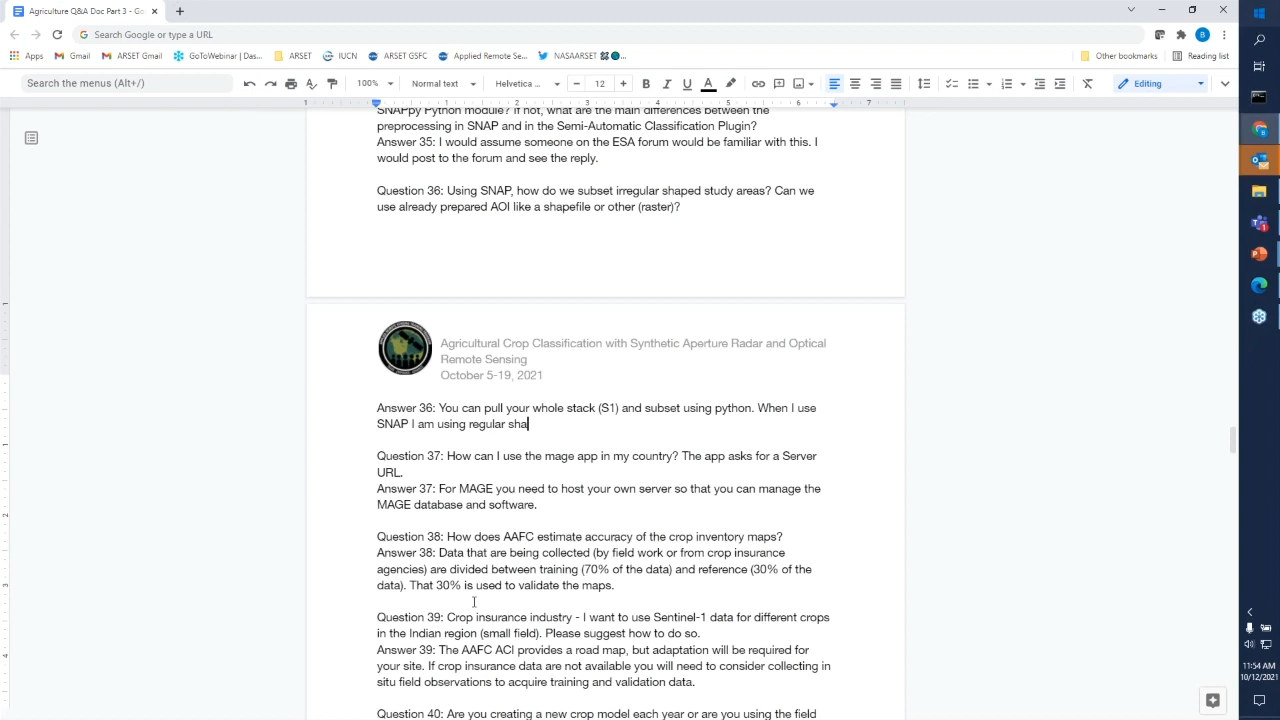 Agriculture Q&A Doc Part 3 - Go
Search Google or type a URL
Apps Gmail ARSET Gmail GoToWebinar | Das... ARSET IUCN ARSET GSFC Applied Remote Se... NASAARSET Other bookmarks Reading list
Search the menus (Alt+/) 100% Normal text Helvetica ... 12 Editing
1 1 2 3 4 5 6 7
SNAPpy Python module? if not, what are the main differences between the
preprocessing in SNAP and in the Semi-Automatic Classification Plugin?
Answer 35: I would assume someone on the ESA forum would be familiar with this. I
would post to the forum and see the reply.
Question 36: Using SNAP, how do we subset irregular shaped study areas? Can we
use already prepared AOI like a shapefile or other (raster)?
Agricultural Crop Classification with Synthetic Aperture Radar and Optical
Remote Sensing
October 5-19, 2021
Answer 36: You can pull your whole stack (S1) and subset using python. When I use
SNAP I am using regular sha
Question 37: How can I use the mage app in my country? The app asks for a Server
URL.
Answer 37: For MAGE you need to host your own server so that you can manage the
MAGE database and software.
Question 38: How does AAFC estimate accuracy of the crop inventory maps?
Answer 38: Data that are being collected (by field work or from crop insurance
agencies) are divided between training (70% of the data) and reference (30% of the
data). That 30% is used to validate the maps.
Question 39: Crop insurance industry - I want to use Sentinel-1 data for different crops
in the Indian region (small field). Please suggest how to do so.
Answer 39: The AAFC ACI provides a road map, but adaptation will be required for
your site. If crop insurance data are not available you will need to consider collecting in
situ field observations to acquire training and validation data.
Question 40: Are you creating a new crop model each year or are you using the field
11:54 AM
10/12/2021